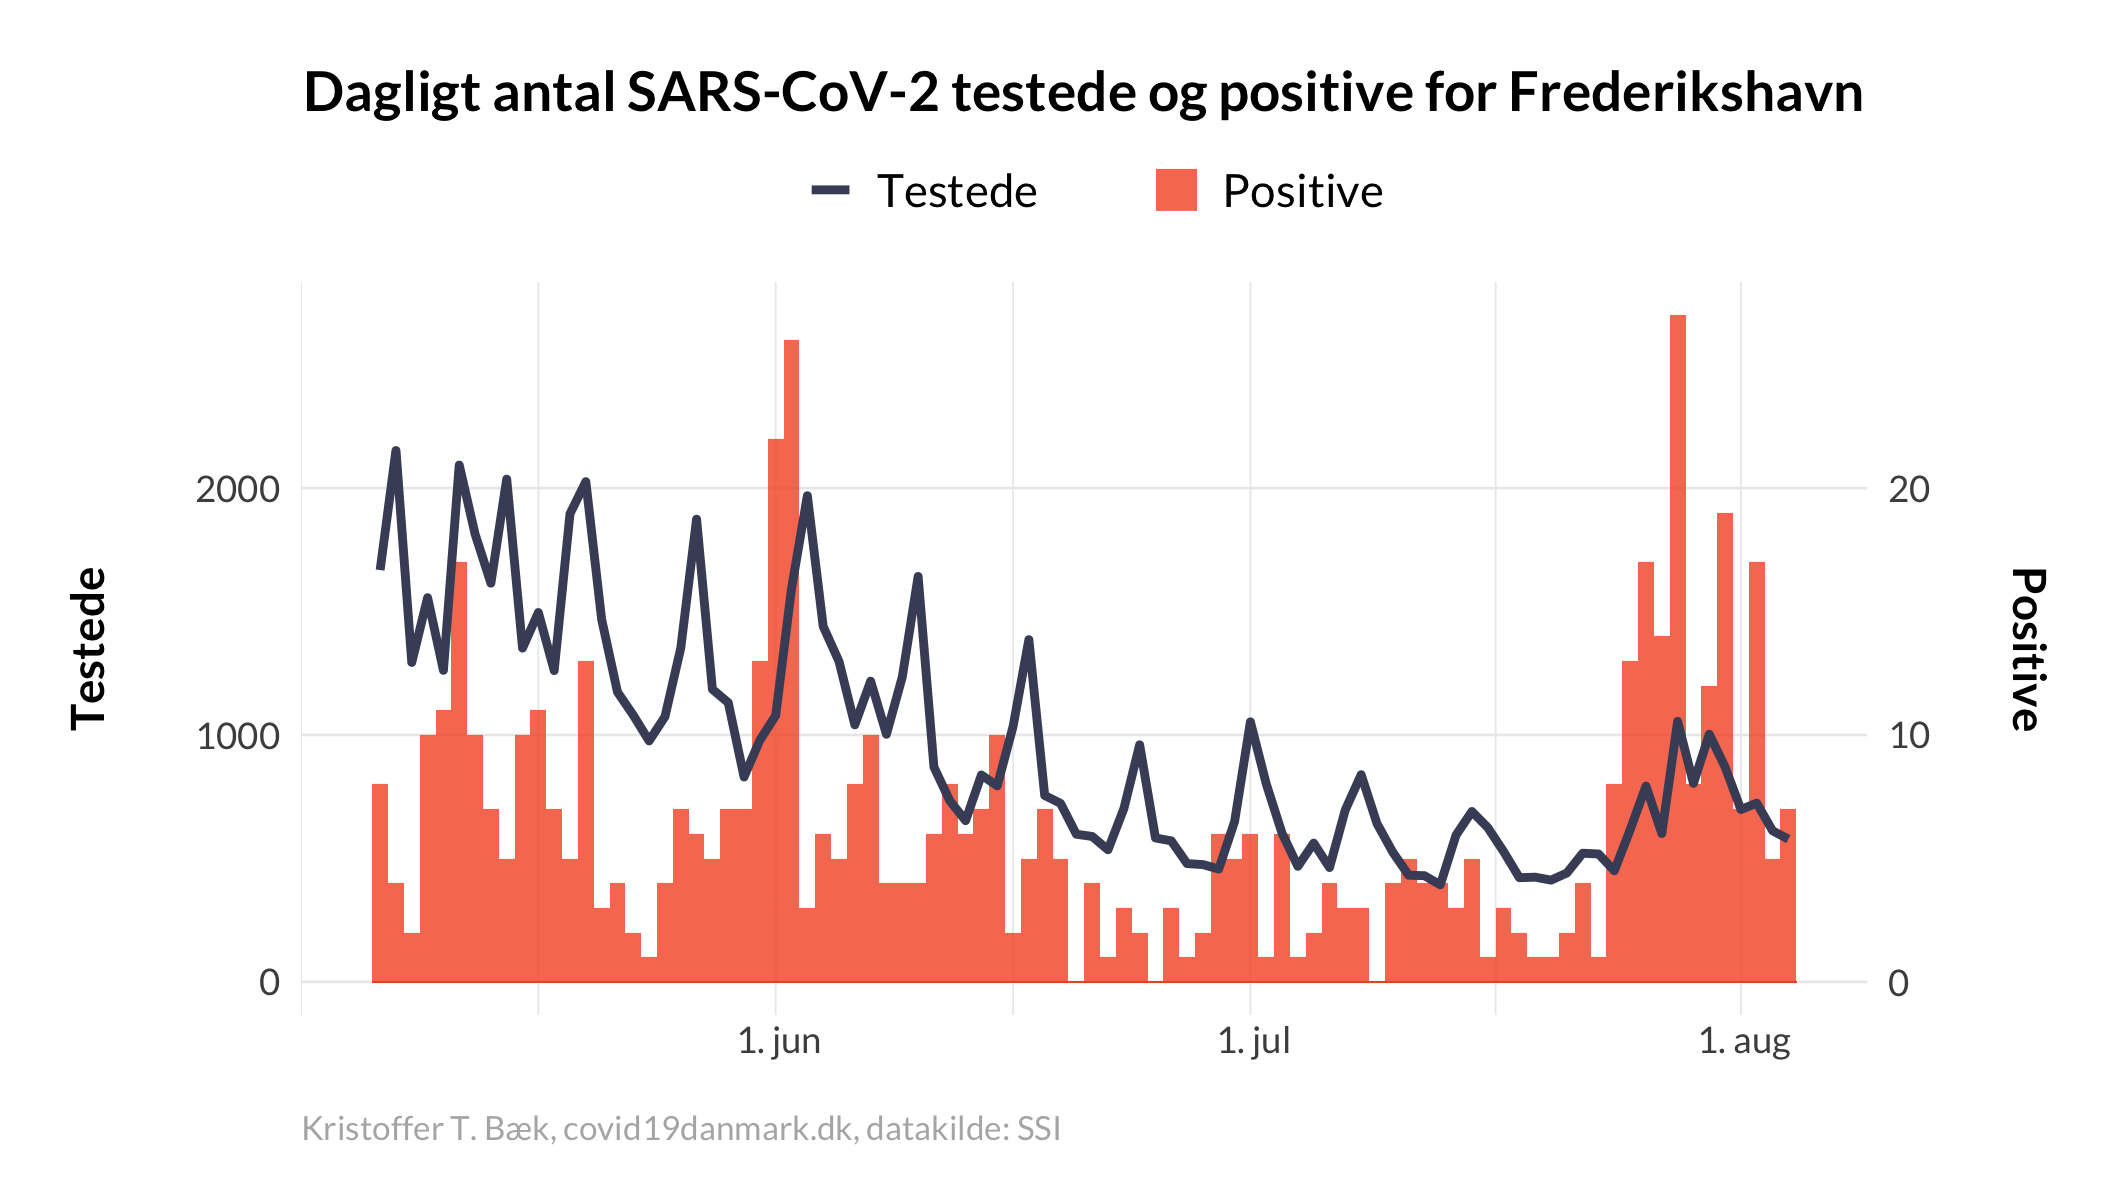 Dagligt antal SARS-CoV-2 testede og positive for Frederikshavn
Testede
Positive
Testede
2000
1000
0
20
10
0
Positive
1. jun
1. jul
1. aug
Kristoffer T. Bæk, covid19danmark.dk, datakilde: SSI